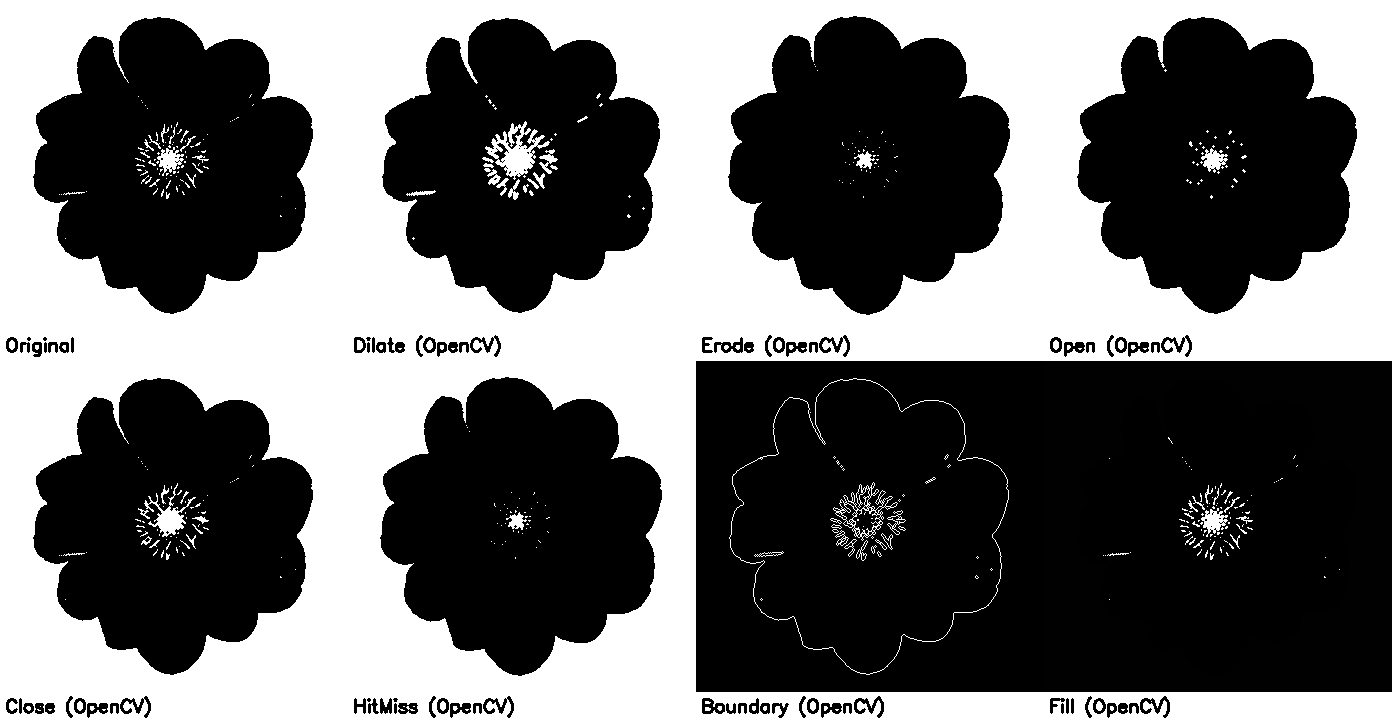 Original
Dilate (OpenCV)
Erode (OpenCV)
Open (OpenCV)
Close (OpenCV)
HitMiss (OpenCV)
Boundary (OpenCV)
Fill (OpenCV)